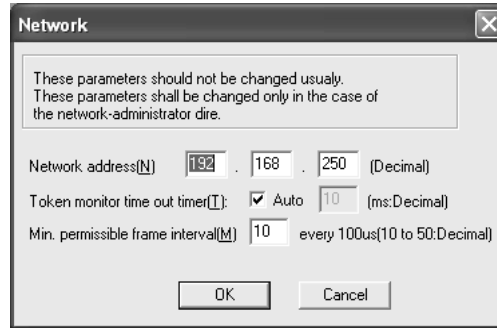 Network
These parameters should not be changed usualy.
These parameters shall be changed only in the case of
the network-administrator dire.
Network address(N) 192 . 168 . 250 (Decimal)
Token monitor time out timer(T): Auto 10 (ms:Decimal)
Min. permissible frame interval(M) 10 every 100us(10 to 50:Decimal)
OK Cancel